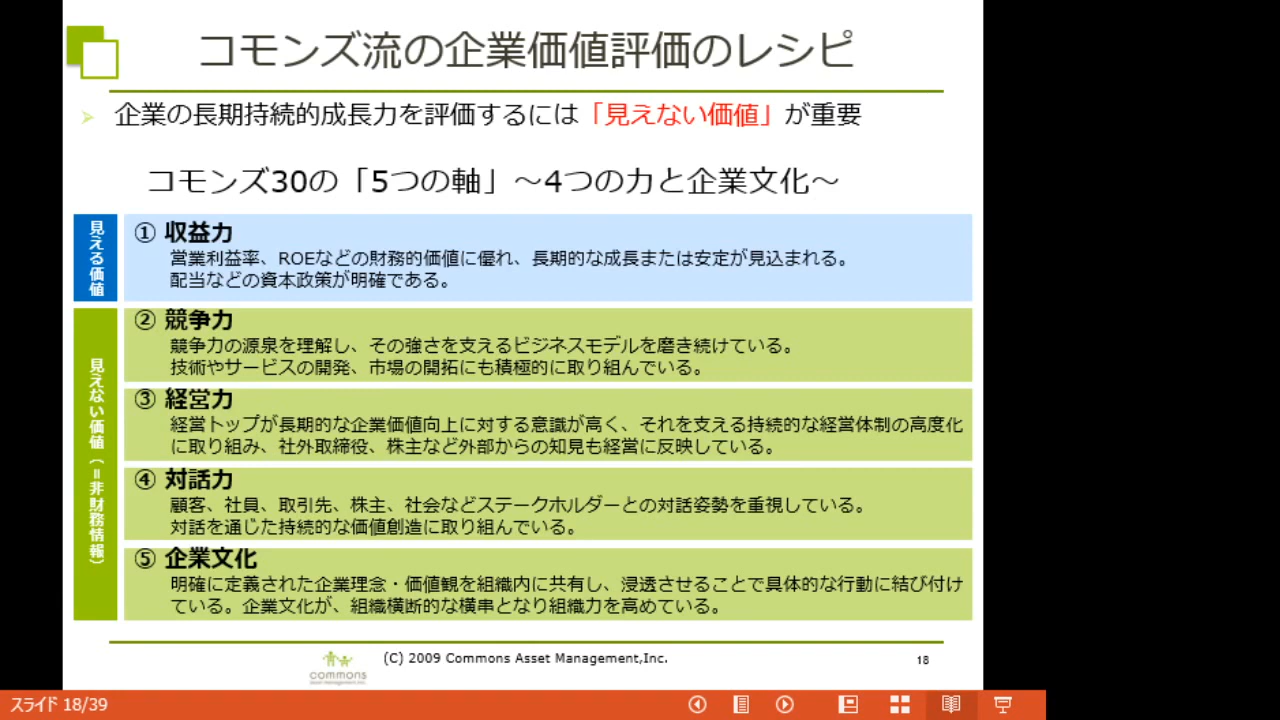 コモンズ流の企業価値評価のレシピ
企業の長期持続的成長力を評価するには「見えない価値」が重要
コモンズ30の「5つの軸」～4つの力と企業文化～
見える価値
① 収益力
営業利益率、ROEなどの財務的価値に優れ、長期的な成長または安定が見込まれる。
配当などの資本政策が明確である。
見えない価値（＝非財務情報）
② 競争力
競争力の源泉を理解し、その強さを支えるビジネスモデルを磨き続けている。
技術やサービスの開発、市場の開拓にも積極的に取り組んでいる。
③ 経営力
経営トップが長期的な企業価値向上に対する意識が高く、それを支える持続的な経営体制の高度化
に取り組み、社外取締役、株主など外部からの知見も経営に反映している。
④ 対話力
顧客、社員、取引先、株主、社会などステークホルダーとの対話姿勢を重視している。
対話を通じた持続的な価値創造に取り組んでいる。
⑤ 企業文化
明確に定義された企業理念・価値観を組織内に共有し、浸透させることで具体的な行動に結び付け
ている。企業文化が、組織横断的な横串となり組織力を高めている。
commons
asset management inc.
(C) 2009 Commons Asset Management,Inc.
18
スライド 18/39